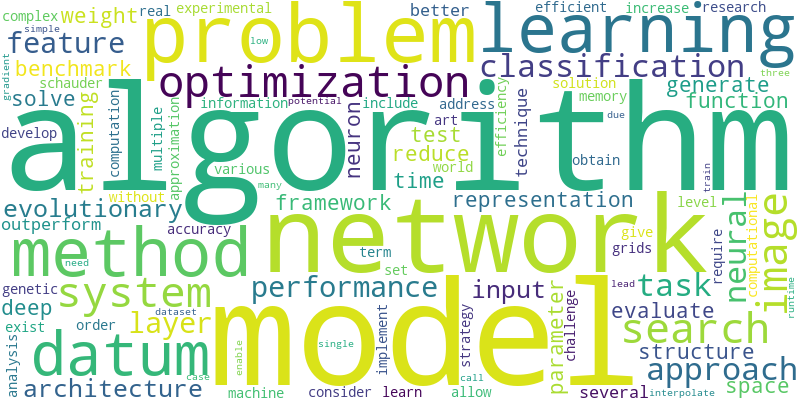 complex
weight
real
experimental
problem
low
better
learning
efficient
increase
research
simple
feature
benchmark
gradient
schauder
solve
optimization
classification
solution
generate
three
information
potential
include
address
memory
function
develop
training
computation
multiple
approximation
algorithm
neuron
art
test
reduce
efficiency
technique
due
obtain
various
many
world
time
train
without
evolutionary
framework
representation
level
outperform
accuracy
network
give
grids
require
neural
computational
image
method
term
set
need
genetic
system
performance
input
lead
task
deep
dataset
layer
model
evaluate
runtime
exist
order
datum
single
implement
strategy
parameter
challenge
search
structure
analysis
case
enable
call
approach
architecture
machine
consider
learn
allow
several
interpolate
space